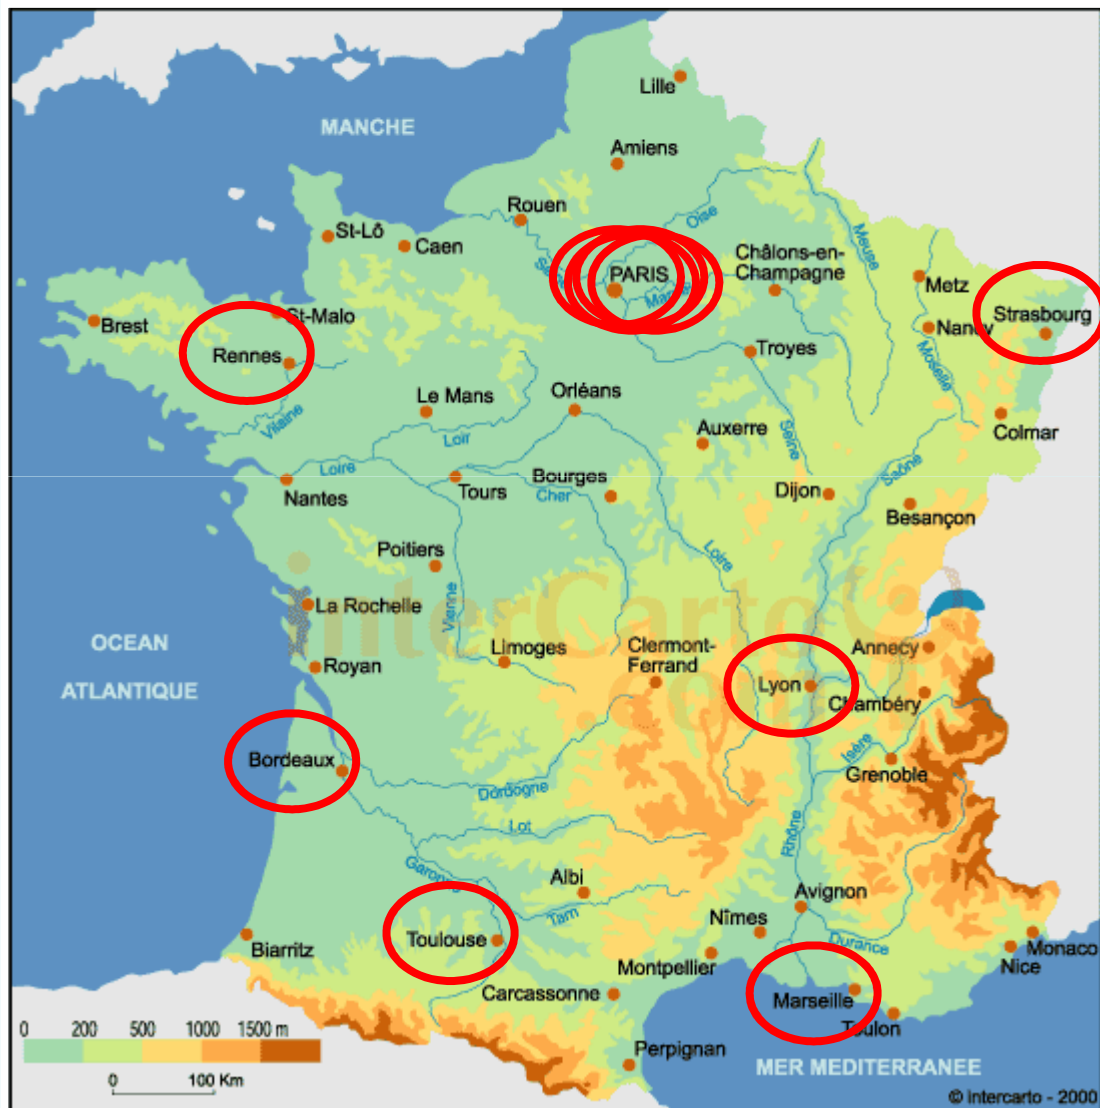 Lille
MANCHE
Amiens
Rouen
Oise
St-Lô
Caen
Meuse
Châlons-en-
Champagne
PARIS
Metz
Strasbourg
St-Malo
Brest
Nancy
Rennes
Troyes
Moselle
Le Mans
Orléans
Auxerre
Vilaine
Loir
Seine
Colmar
Loire
Bourges
Saône
Nantes
Tours
Cher
Dijon
Besançon
Poitiers
Loire
Vienne
La Rochelle
interCarto
.com
OCEAN
ATLANTIQUE
Limoges
Clermont-
Ferrand
Annecy
Royan
Lyon
Chambéry
Bordeaux
Isère
Grenoble
Dordogne
Lot
Rhône
Garonne
Albi
Avignon
Tarn
Nîmes
Toulouse
Durance
Biarritz
Monaco
Nice
Montpellier
Carcassonne
Marseille
Toulon
0 200 500 1000 1500 m
Perpignan
MER MEDITERRANEE
0 100 Km
© intercarto - 2000